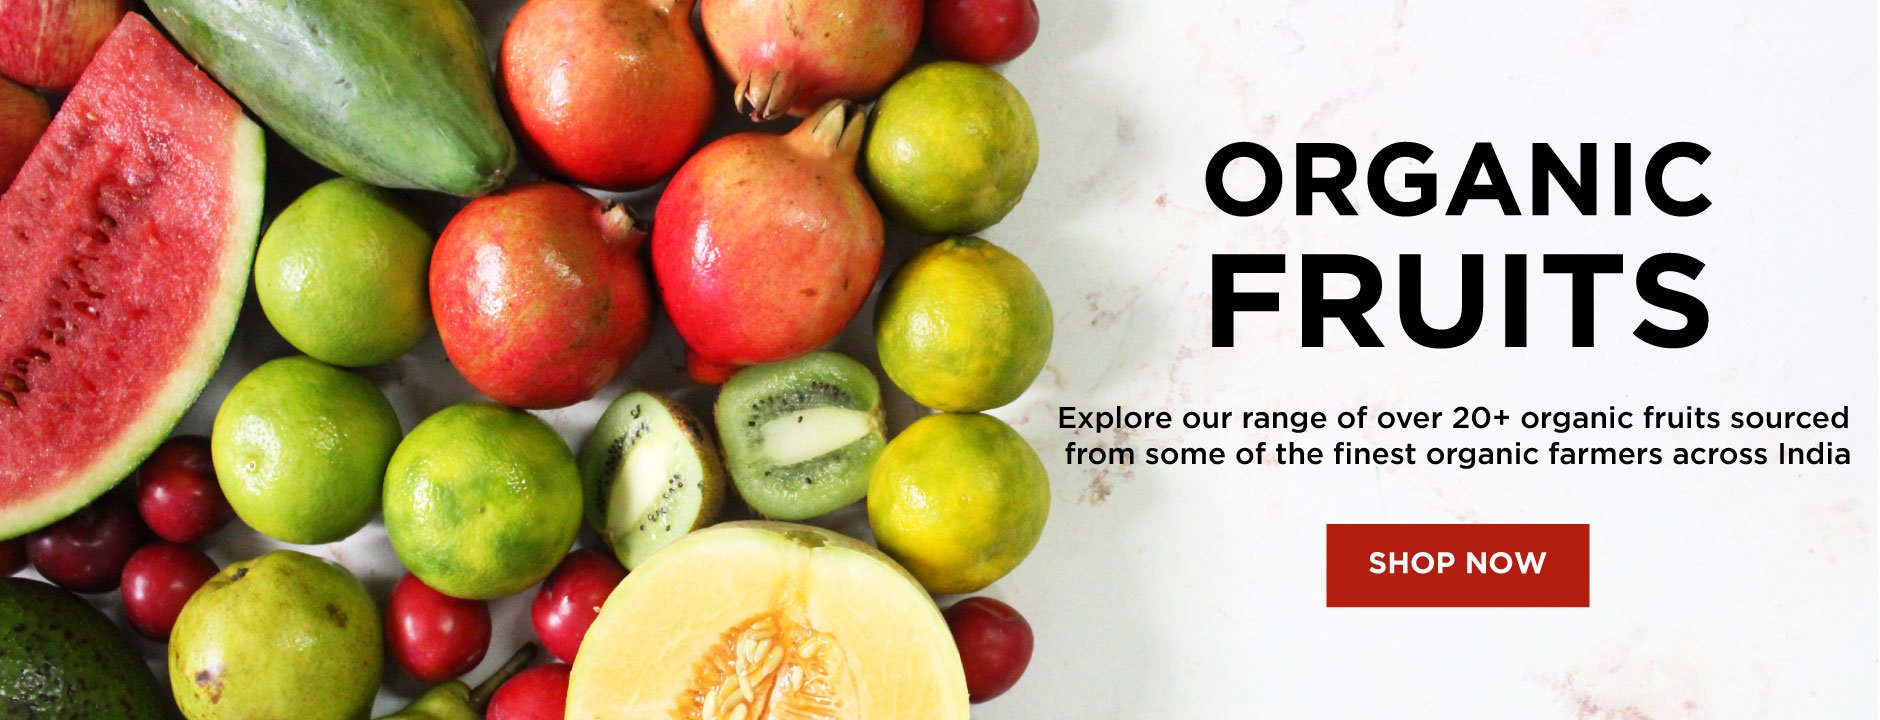 ORGANIC
FRUITS
Explore our range of over 20+ organic fruits sourced
from some of the finest organic farmers across India
SHOP NOW